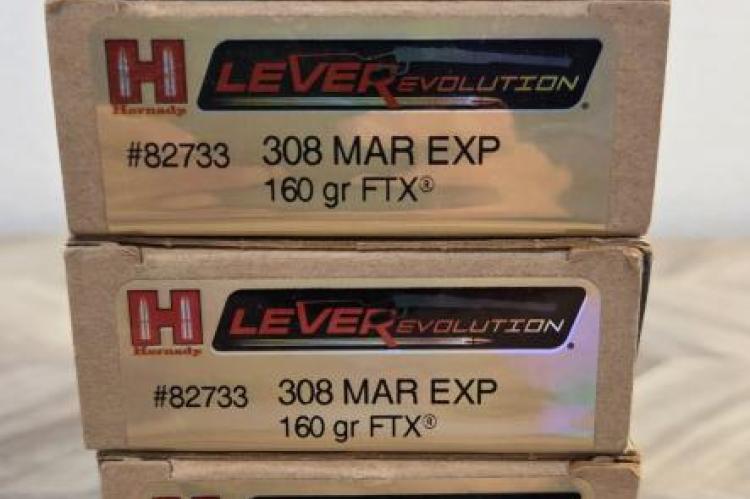 H LEVEREVOLUTION
Hornady
#82733 308 MAR EXP
160 gr FTX®
H LEVEREVOLUTION
Hornady
#82733 308 MAR EXP
160 gr FTX®